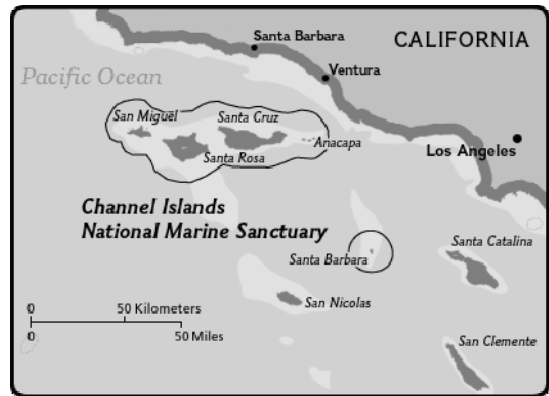 Santa Barbara
CALIFORNIA
Ventura
Pacific Ocean
San Miguel
Santa Cruz
Anacapa
Santa Rosa
Los Angeles
Channel Islands
National Marine Sanctuary
Santa Barbara
Santa Catalina
San Nicolas
0 50 Kilometers
0 50 Miles
San Clemente